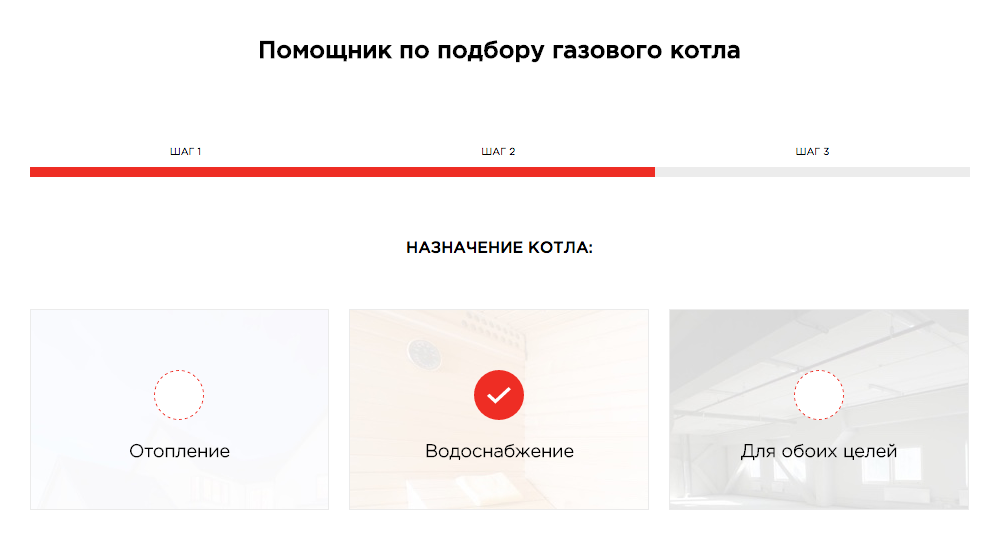 Помощник по подбору газового котла
ШАГ 1
ШАГ 2
ШАГ 3
НАЗНАЧЕНИЕ КОТЛА:
Отопление
Водоснабжение
Для обоих целей